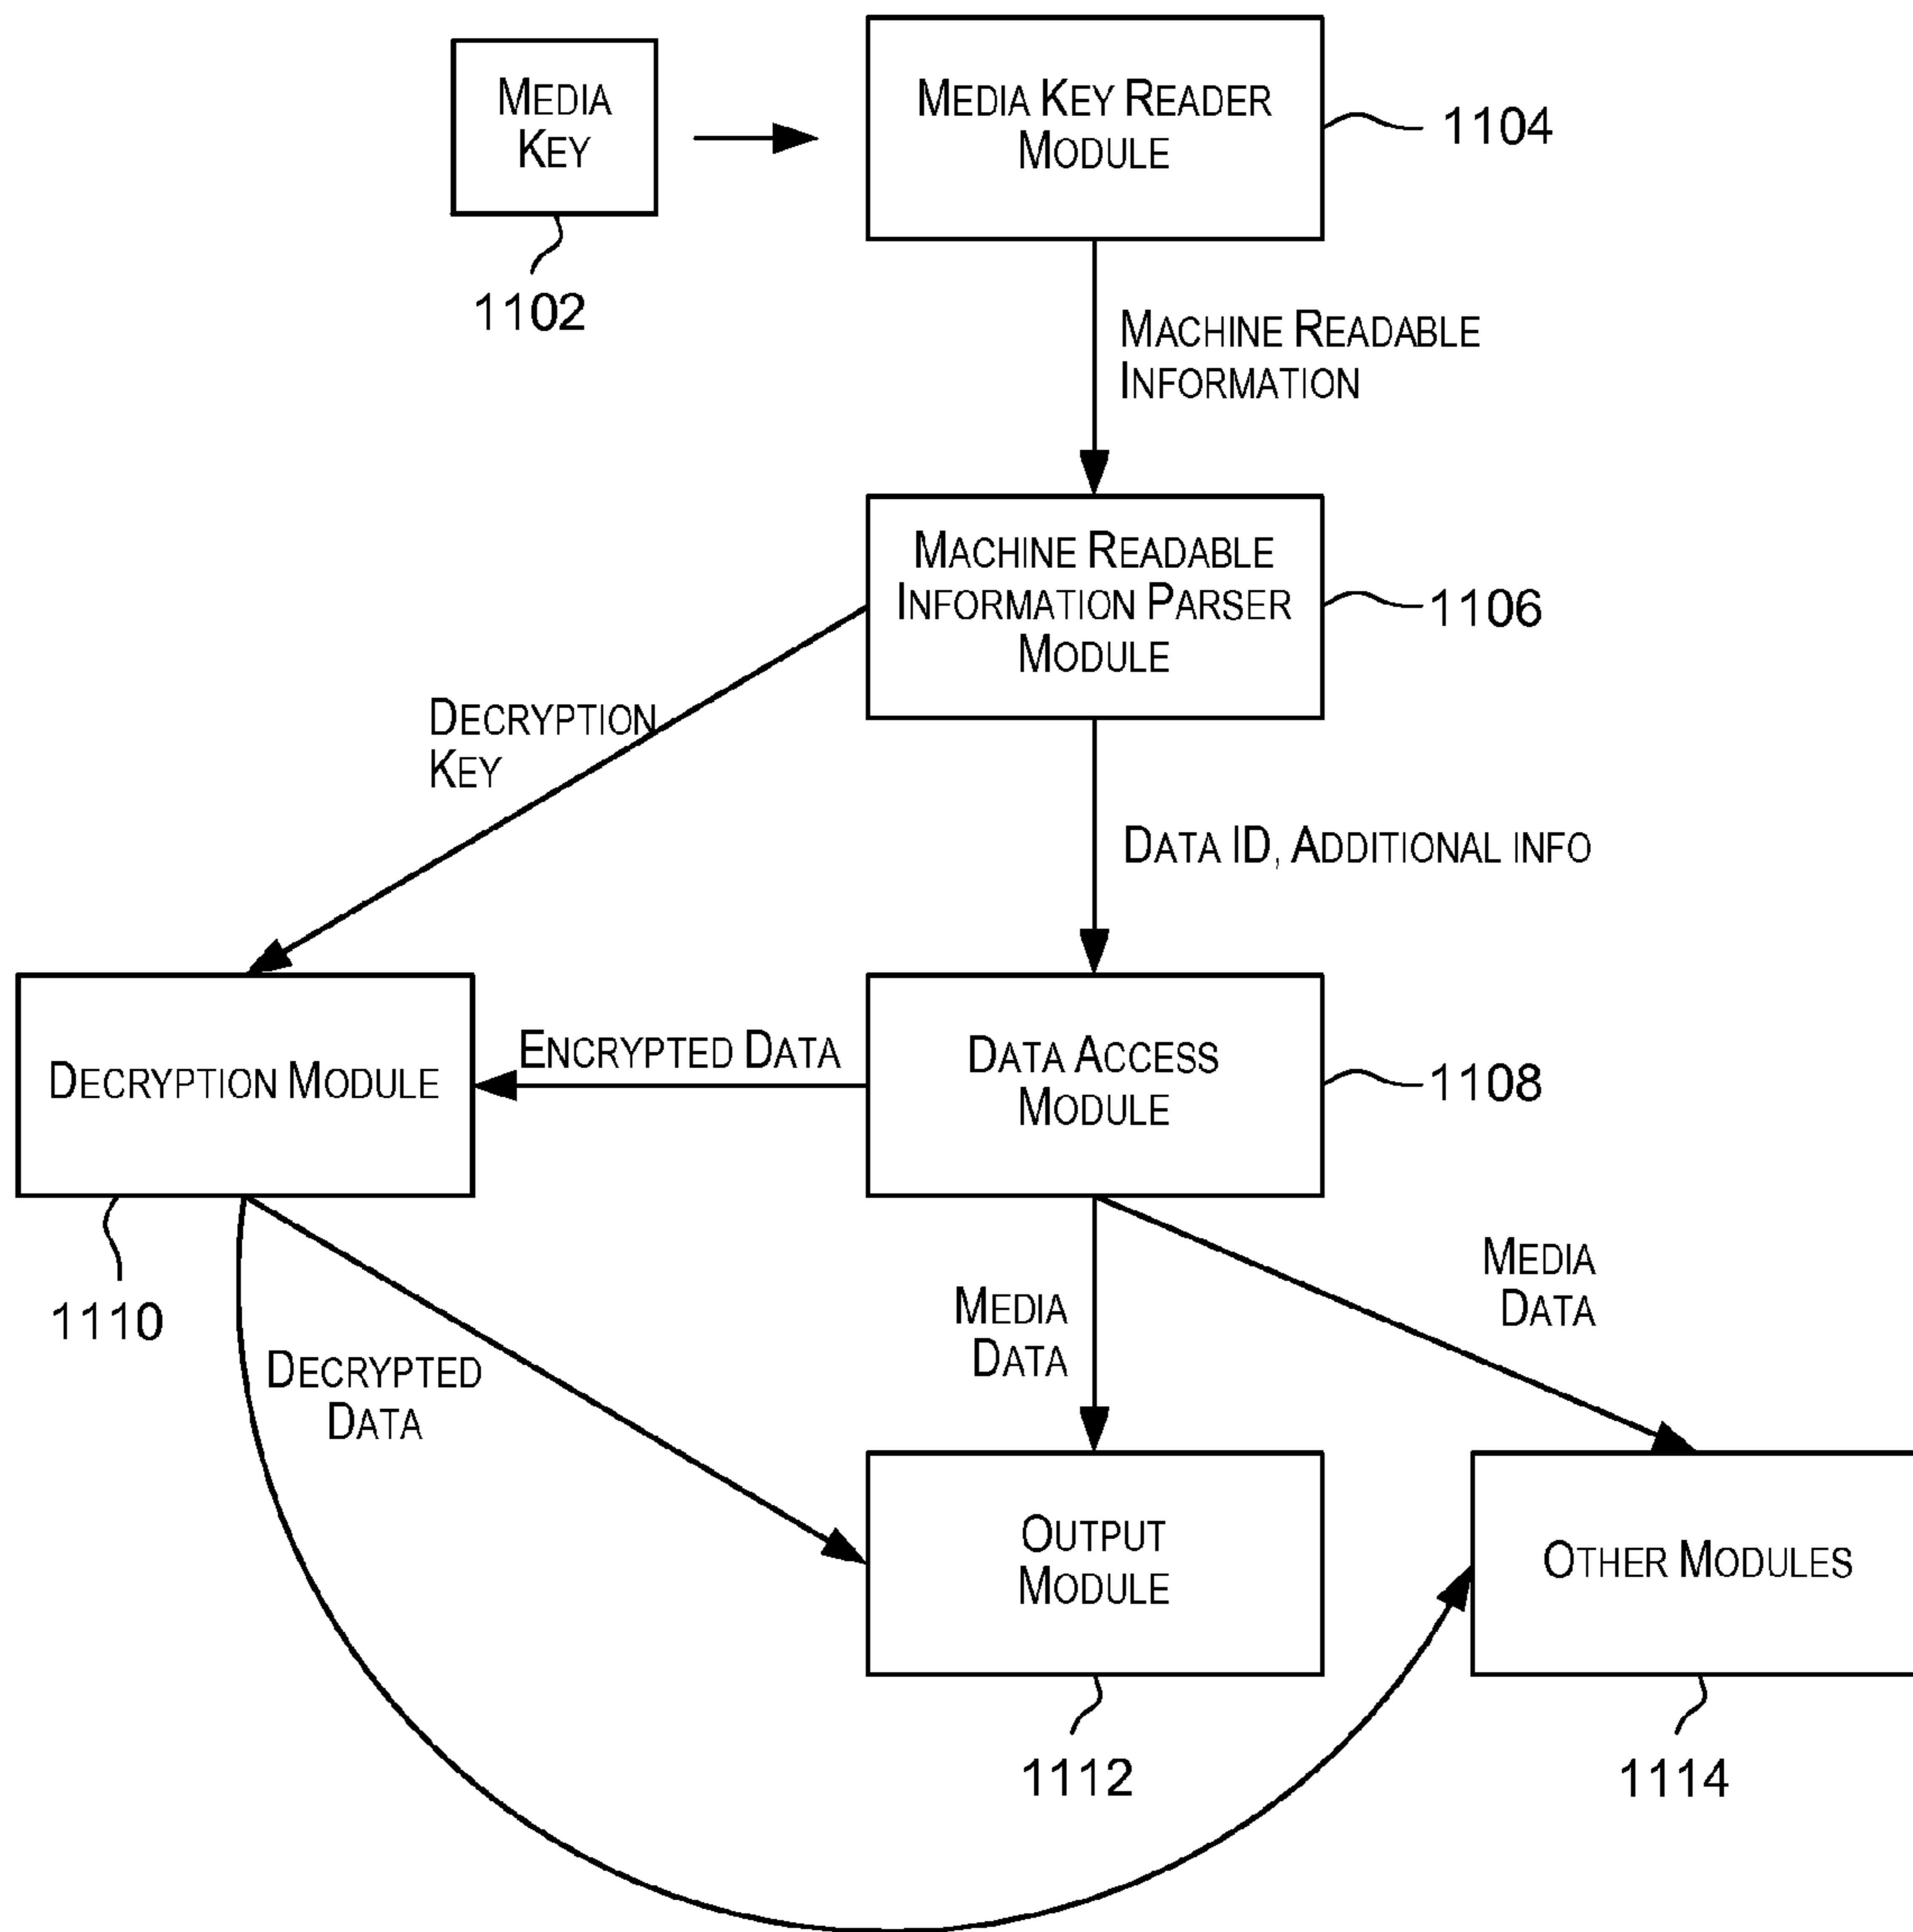 MEDIA
KEY
MEDIA KEY READER
MODULE
1104
1102
MACHINE READABLE
INFORMATION
MACHINE READABLE
INFORMATION PARSER
MODULE
1106
DECRYPTION
KEY
DATA ID, ADDITIONAL INFO
DECRYPTION MODULE
ENCRYPTED DATA
DATA ACCESS
MODULE
1108
1110
MEDIA
DATA
MEDIA
DATA
DECRYPTED
DATA
OUTPUT
MODULE
OTHER MODULES
1112
1114